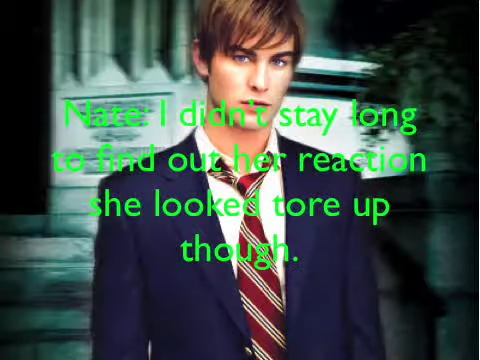 Nate: I didn't stay long
to find out her reaction
she looked tore up
though.